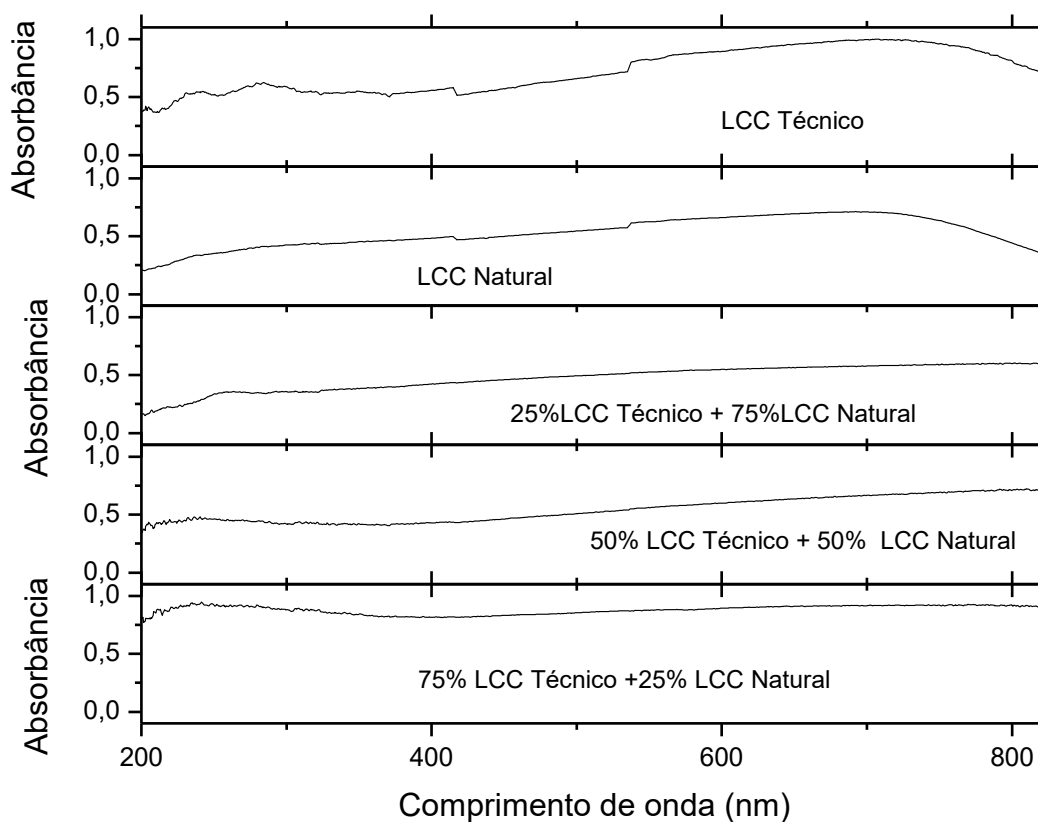 Absorbância
1,0
0,5
0,0
LCC Técnico
1,0
0,5
0,0
LCC Natural
Absorbância
1,0
0,5
0,0
25%LCC Técnico + 75%LCC Natural
1,0
0,5
0,0
50% LCC Técnico + 50%  LCC Natural
Absorbância
1,0
0,5
0,0
75% LCC Técnico +25% LCC Natural
200
400
600
800
Comprimento de onda (nm)